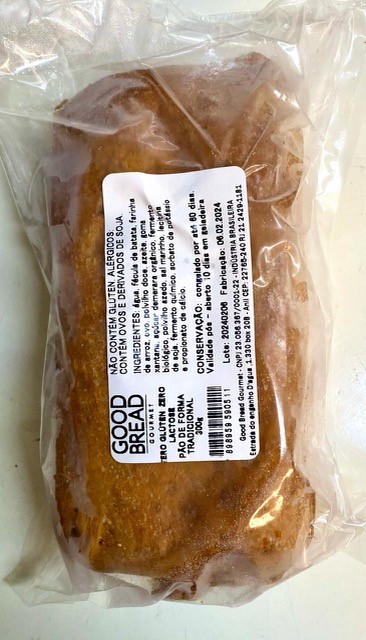 GOOD
BREAD
GOURMET
ZERO GLÚTEN ZERO
LACTOSE
PÃO DE FORMA
TRADICIONAL
300g
898959590511
NÃO CONTÉM GLÚTEN. ALÉRGICOS:
CONTÉM OVOS E DERIVADOS DE SOJA.
INGREDIENTES: água, fécula de batata, farinha
de arroz, ovo, polvilho doce, azeite, goma
xantana, açúcar demerara orgânico, fermento
biológico, polvilho azedo, sal marinho, lecitina
de soja, fermento químico, sorbato de potássio
e propionato de cálcio.
CONSERVAÇÃO: congelado por até 60 dias.
Validade pós - aberto 10 dias em geladeira
Lote: 20240206 Fabricação: 06.02.2024
Good Bread Gourmet - CNPJ 23.056.367/0001-22 - INDÚSTRIA BRASILEIRA
Estrada do engenho D'agua ,1.330 box 208 - Anil CEP: 22765-240 RJ 21 2429-1181